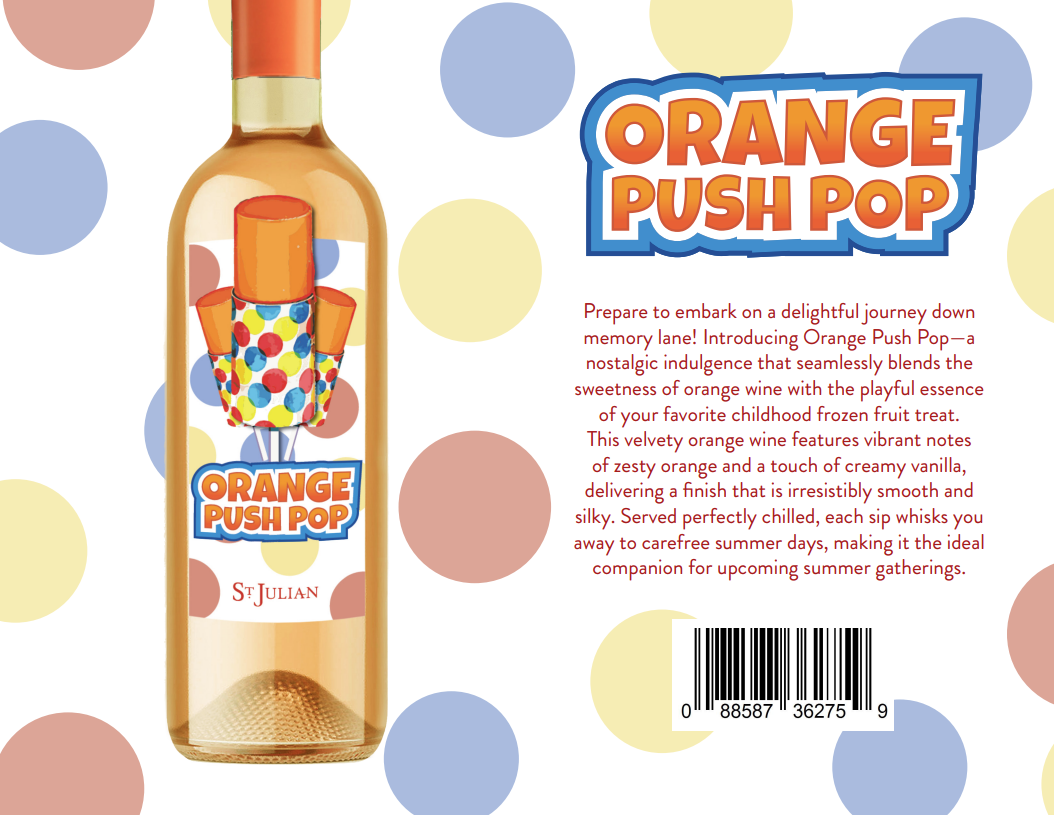 ORANGE
PUSH POP
ST JULIAN
ORANGE
PUSH POP
Prepare to embark on a delightful journey down
memory lane! Introducing Orange Push Pop—a
nostalgic indulgence that seamlessly blends the
sweetness of orange wine with the playful essence
of your favorite childhood frozen fruit treat.
This velvety orange wine features vibrant notes
of zesty orange and a touch of creamy vanilla,
delivering a finish that is irresistibly smooth and
silky. Served perfectly chilled, each sip whisks you
away to carefree summer days, making it the ideal
companion for upcoming summer gatherings.
0 88587 36275 9